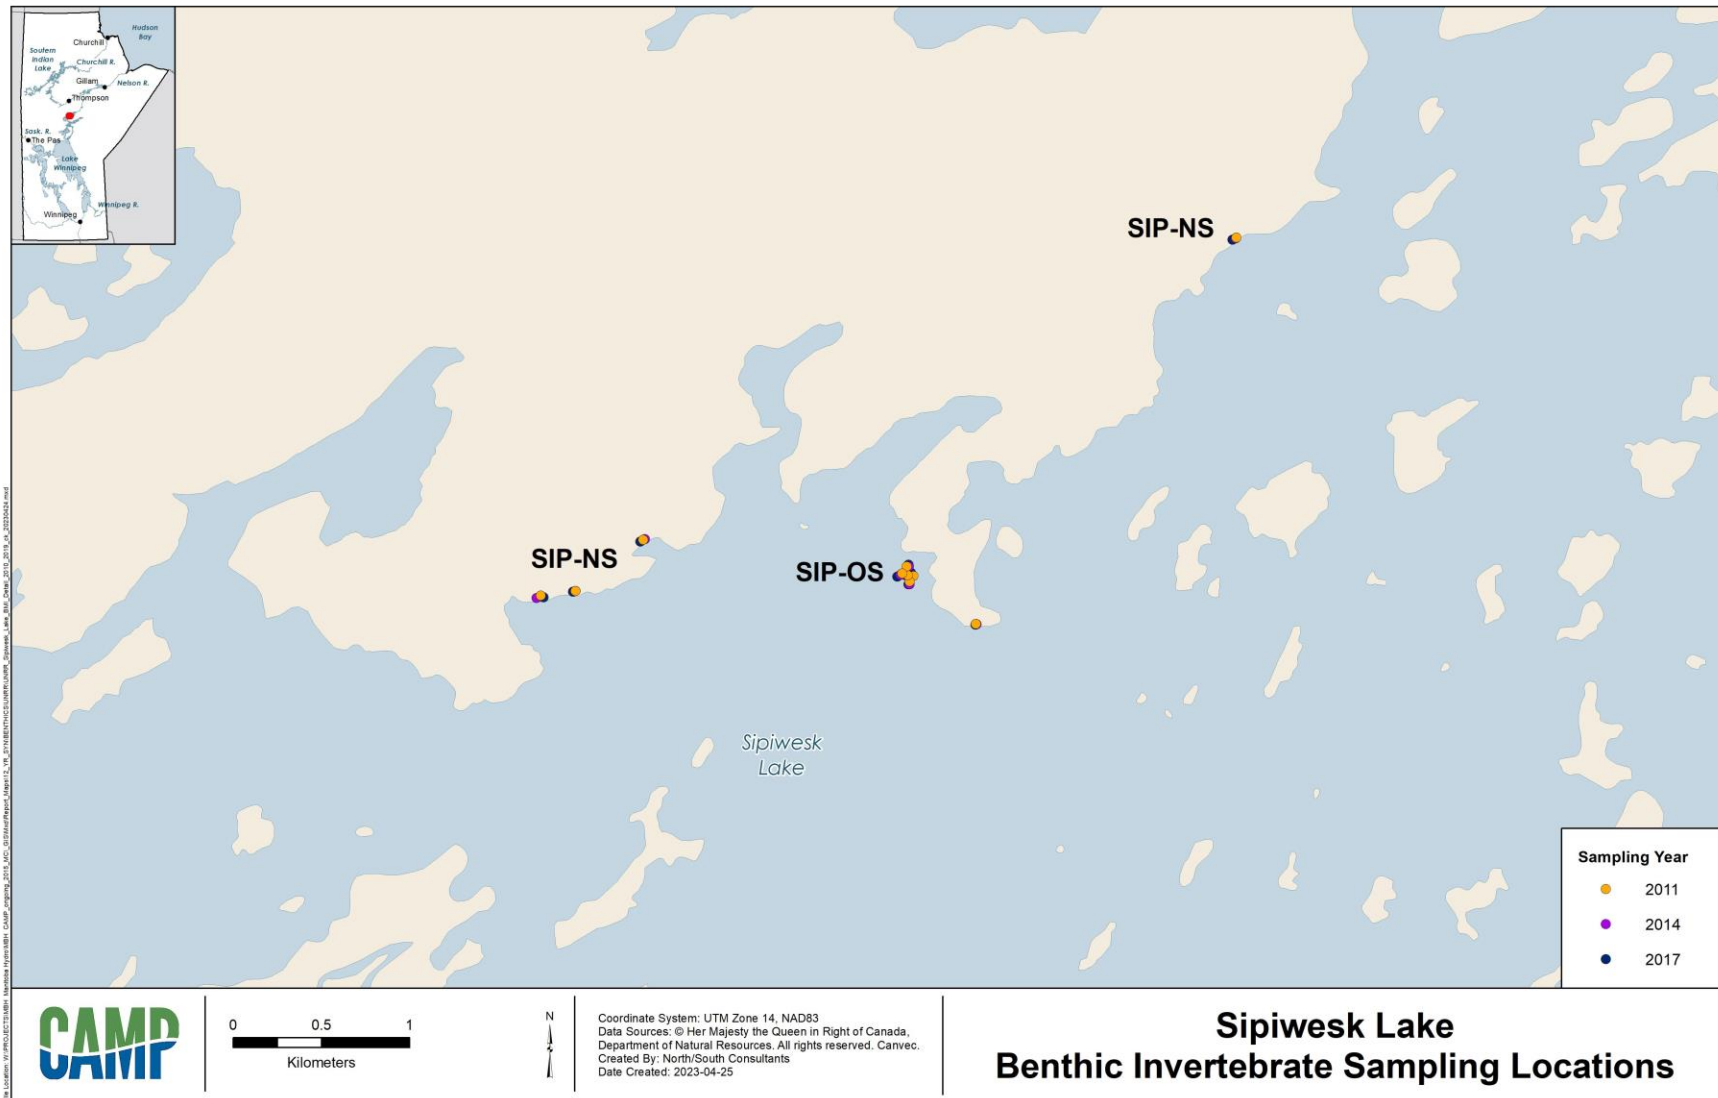 Hudson
Bay
Churchill
Soutern
Indian
Lake
Churchill R.
Gillam
Nelson R.
Thompson
Sask. R.
The Pas
Lake
Winnipeg
Winnipeg R.
Winnipeg
SIP-NS
SIP-NS
SIP-OS
Sipiwesk
Lake
Sampling Year
2011
2014
2017
CAMP
0 0.5 1
Kilometers
N
Coordinate System: UTM Zone 14, NAD83
Data Sources: © Her Majesty the Queen in Right of Canada,
Department of Natural Resources. All rights reserved. Canvec.
Created By: North/South Consultants
Date Created: 2023-04-25
Sipiwesk Lake
Benthic Invertebrate Sampling Locations